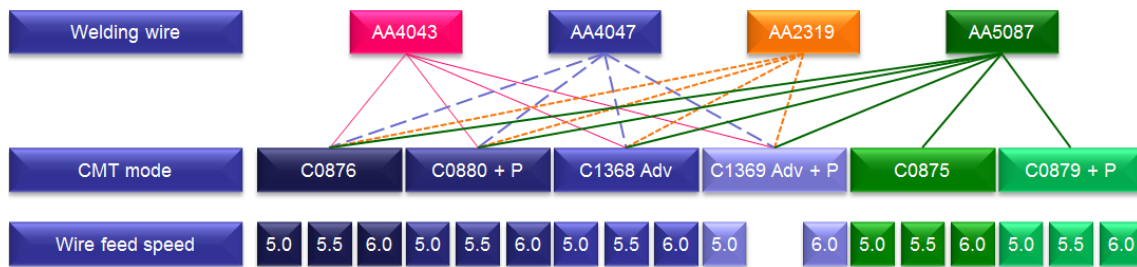 Welding wire AA4043 AA4047 AA2319 AA5087
CMT mode C0876 C0880 + P C1368 Adv C1369 Adv + P C0875 C0879 + P
Wire feed speed 5.0 5.5 6.0 5.0 5.5 6.0 5.0 5.5 6.0 5.0 6.0 5.0 5.5 6.0 5.0 5.5 6.0